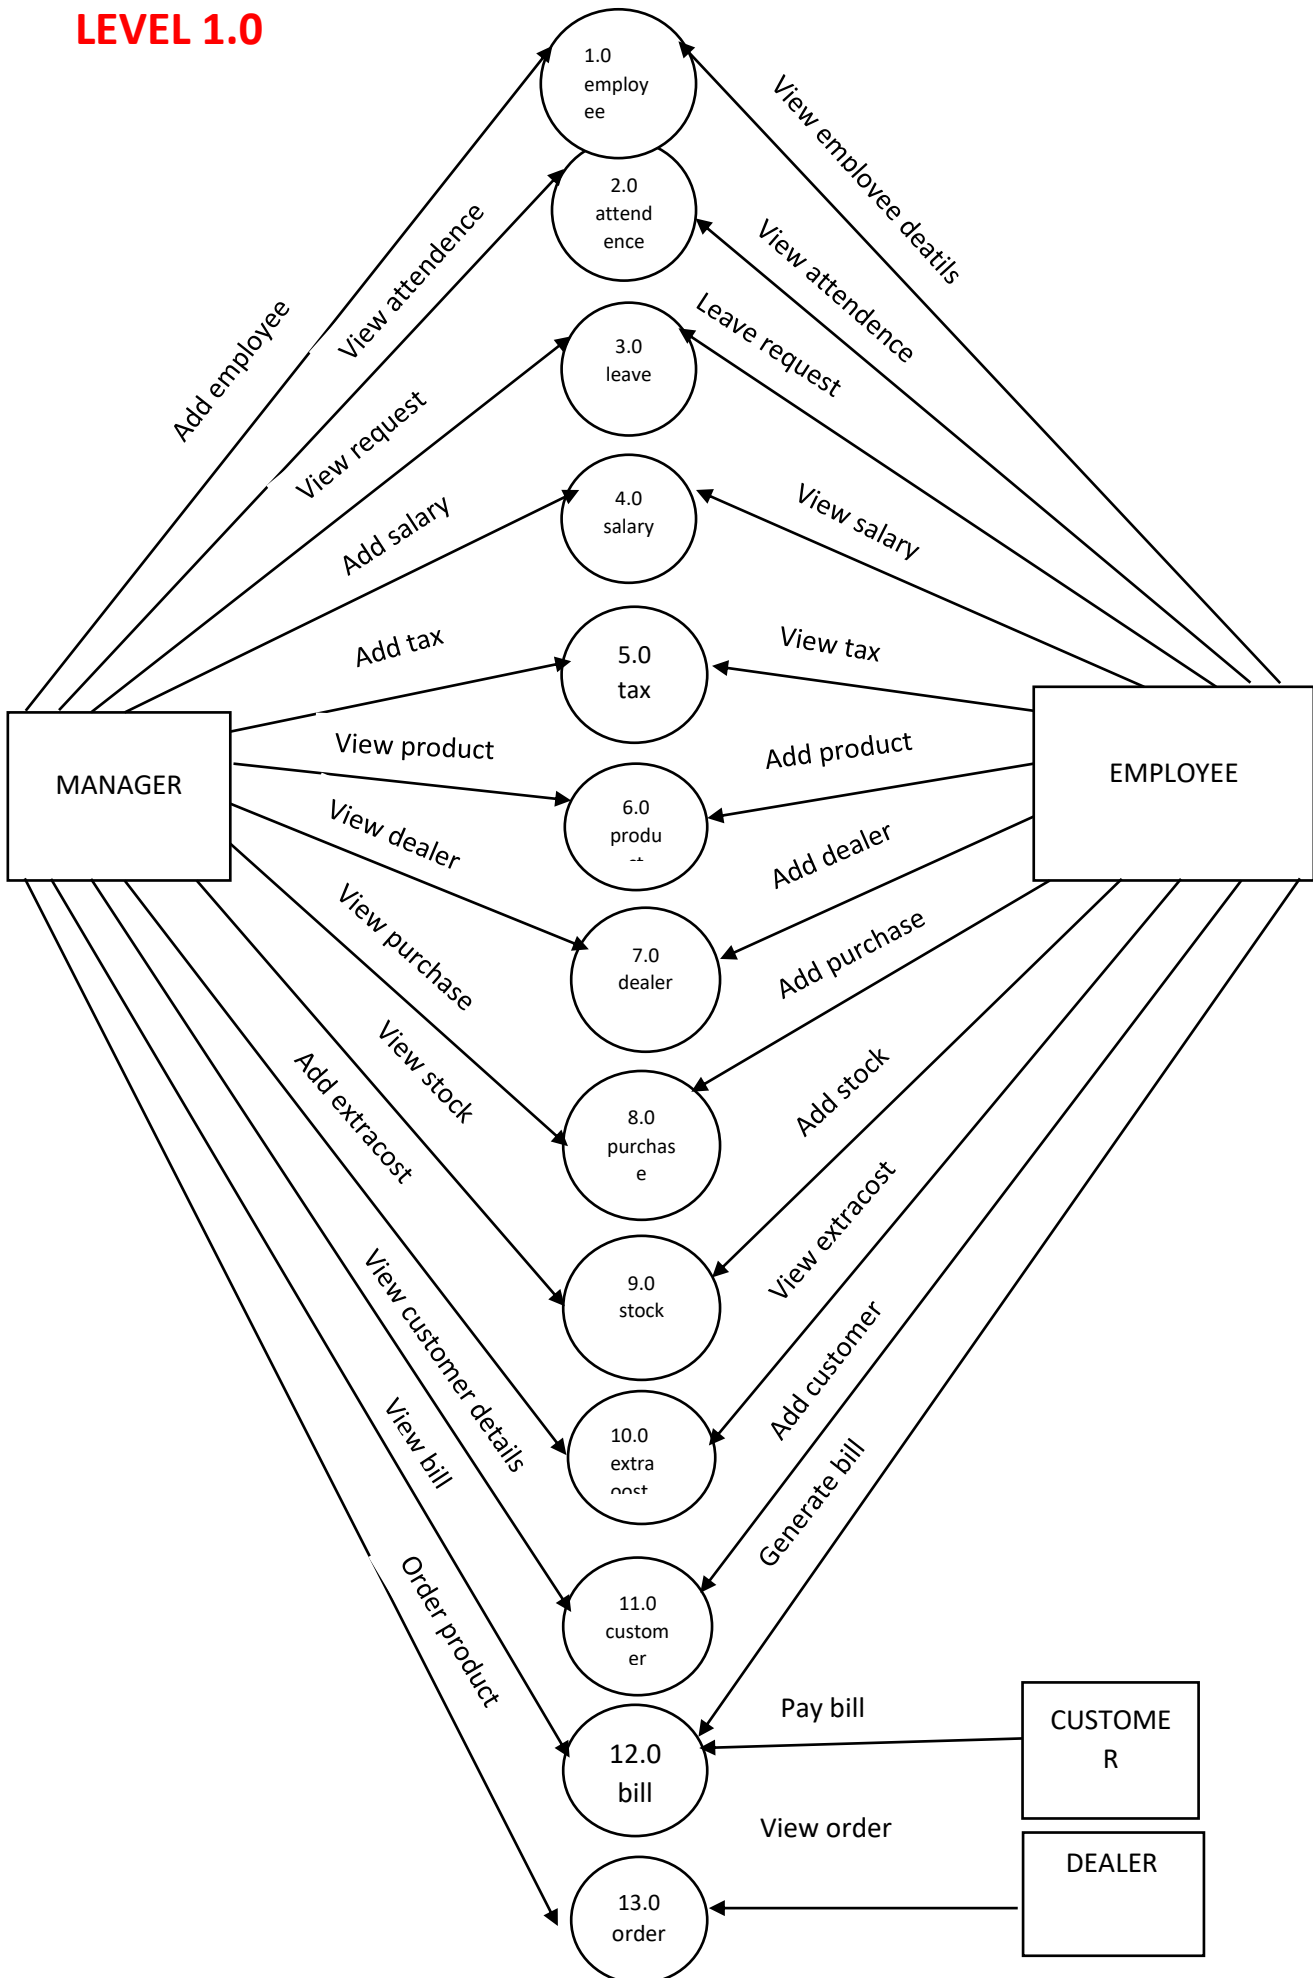 LEVEL 1.0
1.0
employ
ee
View employee deatils
2.0
attend
ence
View attendence
View attendence
Add employee
3.0
leave
Leave request
View request
4.0
salary
Add salary
View salary
5.0
tax
Add tax
View tax
MANAGER
EMPLOYEE
View product
Add product
6.0
produ
View dealer
Add dealer
7.0
dealer
View purchase
Add purchase
8.0
purchas
e
View stock
Add stock
Add extracost
9.0
stock
View extracost
View customer details
10.0
extra
Add customer
View bill
Generate bill
11.0
custom
er
Order product
12.0
bill
Pay bill
CUSTOME
R
View order
DEALER
13.0
order